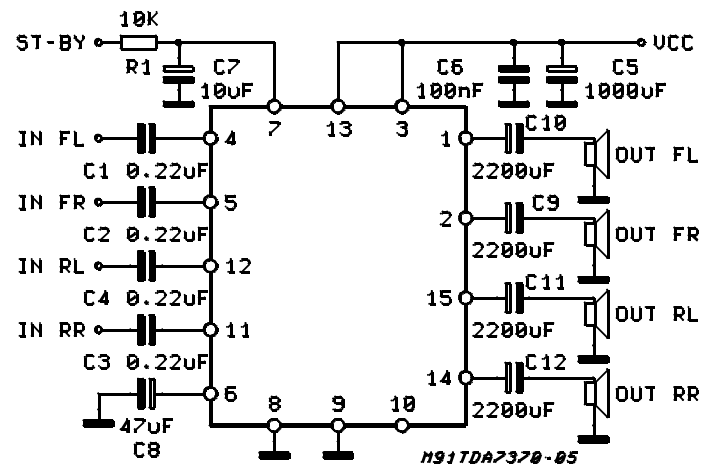 10K
ST-BY
VCC
R1 C7 C6 C5
10uF 100nF 1000uF
7 13 3
IN FL 4 1 C10 OUT FL
C1 0.22uF 2200uF
IN FR 5 2 C9 OUT FR
C2 0.22uF 2200uF
IN RL 12 15 C11 OUT RL
C4 0.22uF 2200uF
IN RR 11 14 C12 OUT RR
C3 0.22uF 2200uF
6 8 9 10
47uF
C8
M91TDA7370-05